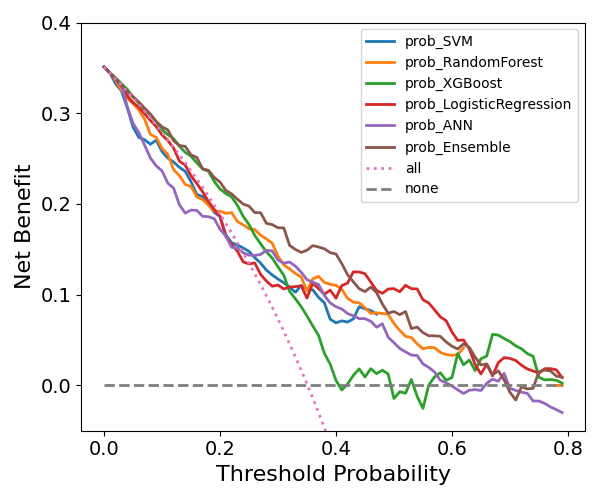 0.4
0.3
0.2
0.1
0.0
Net Benefit
prob_SVM
prob_RandomForest
prob_XGBoost
prob_LogisticRegression
prob_ANN
prob_Ensemble
all
none
0.0 0.2 0.4 0.6 0.8
Threshold Probability